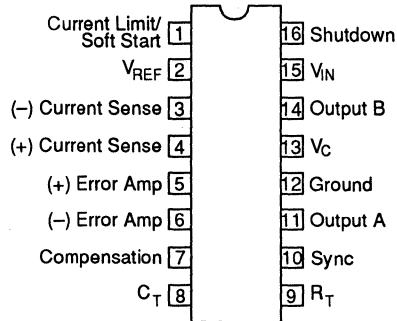 Current Limit/
Soft Start 1
16 Shutdown
VREF 2
15 VIN
(–) Current Sense 3
14 Output B
(+) Current Sense 4
13 VC
(+) Error Amp 5
12 Ground
(–) Error Amp 6
11 Output A
Compensation 7
10 Sync
CT 8
9 RT